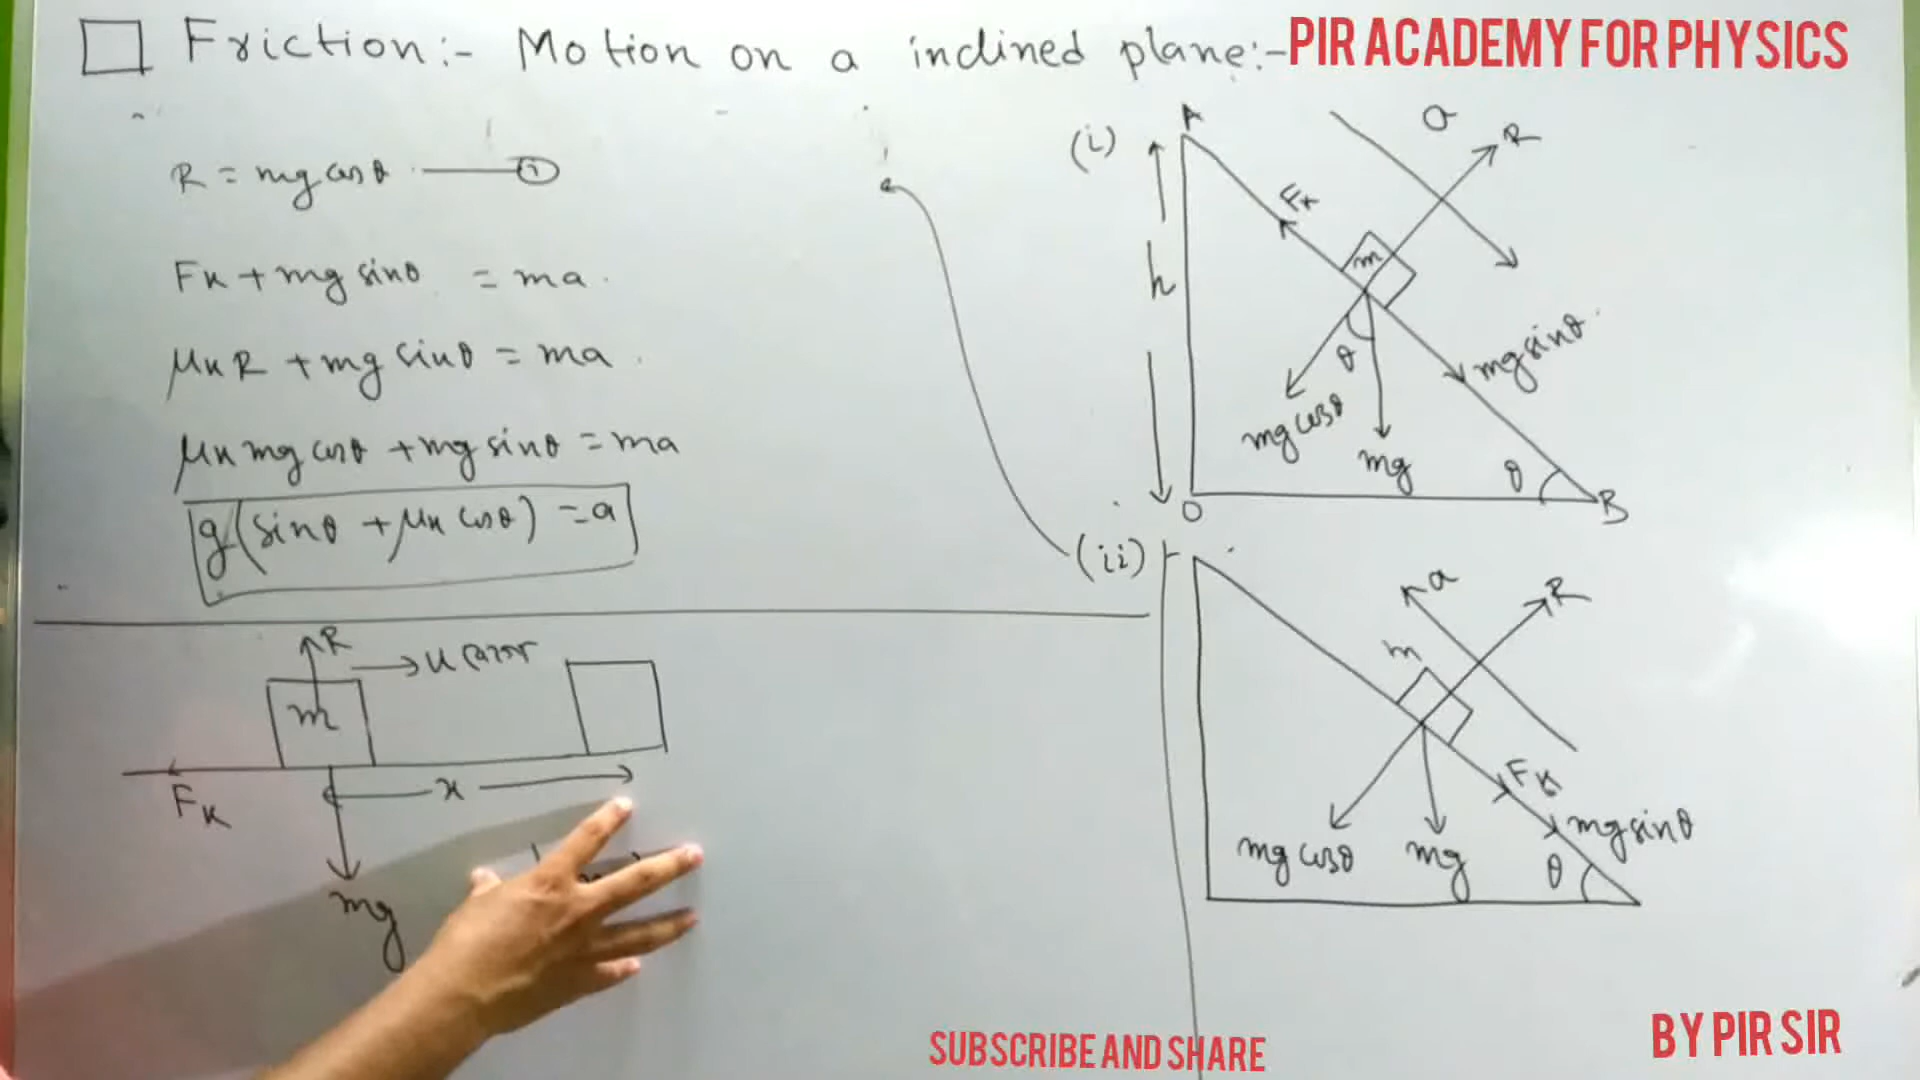 Friction:- Motion on a inclined plane:-
PIR ACADEMY FOR PHYSICS
R = mg cosθ ——— ①
Fk + mg sinθ = ma
μk R + mg sinθ = ma
μk mg cosθ + mg sinθ = ma
g(sinθ + μk cosθ) = a
(i)
A
a
R
Fk
m
h
θ
mg sinθ
mg cosθ
mg
θ
O
B
(ii)
a
R
m
Fk
mg sinθ
mg cosθ
mg
θ
R
u
m
Fk
x
mg
SUBSCRIBE AND SHARE
BY PIR SIR